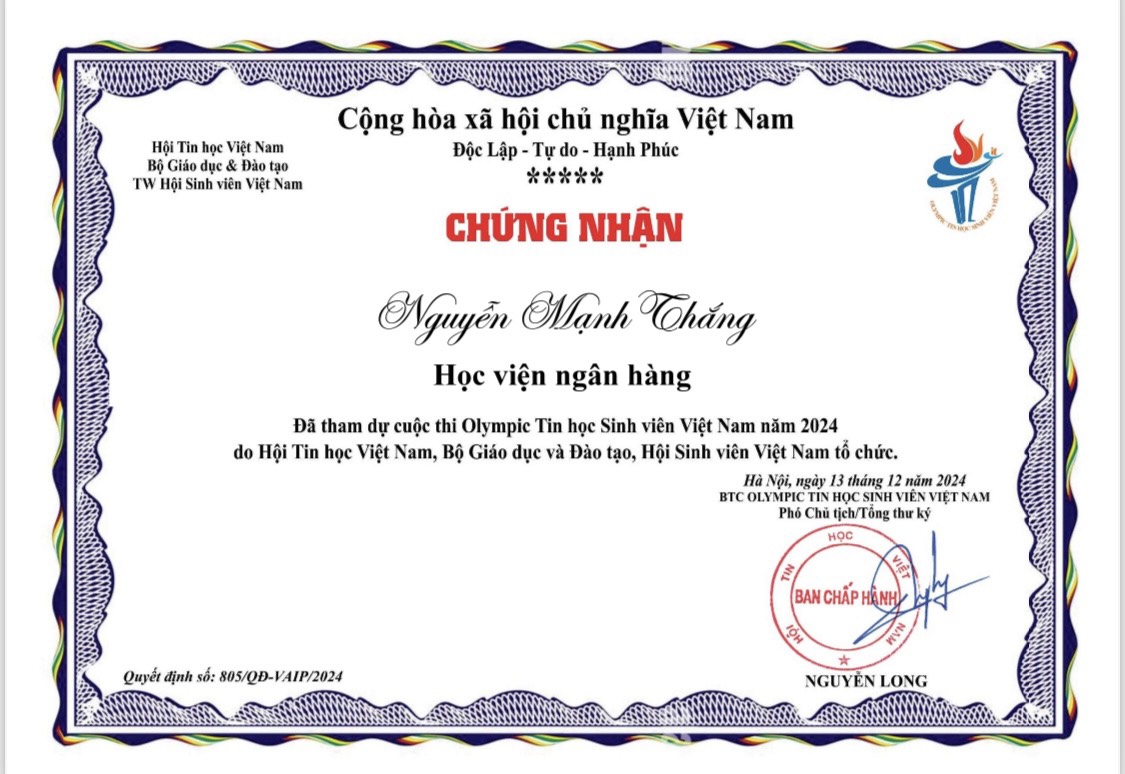 Cộng hòa xã hội chủ nghĩa Việt Nam
Độc Lập - Tự do - Hạnh Phúc
*****
Hội Tin học Việt Nam
Bộ Giáo dục & Đào tạo
TW Hội Sinh viên Việt Nam
OLYMPIC TIN HỌC SINH VIÊN VIỆT NAM
CHỨNG NHẬN
Nguyễn Mạnh Thắng
Học viện ngân hàng
Đã tham dự cuộc thi Olympic Tin học Sinh viên Việt Nam năm 2024
do Hội Tin học Việt Nam, Bộ Giáo dục và Đào tạo, Hội Sinh viên Việt Nam tổ chức.
Hà Nội, ngày 13 tháng 12 năm 2024
BTC OLYMPIC TIN HỌC SINH VIÊN VIỆT NAM
Phó Chủ tịch/Tổng thư ký
HỘI TIN HỌC VIỆT NAM
BAN CHẤP HÀNH
NGUYỄN LONG
Quyết định số: 805/QĐ-VAIP/2024